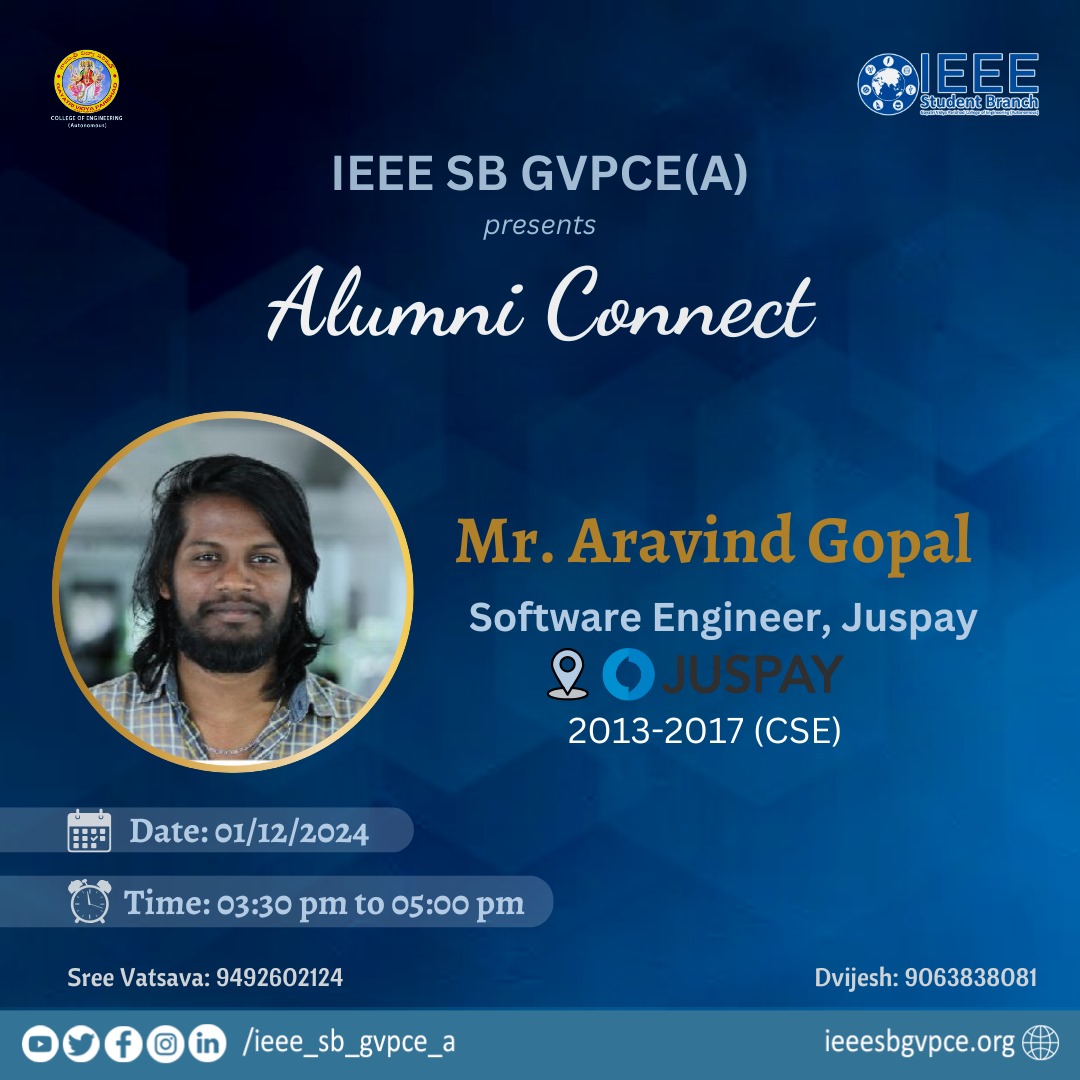 COLLEGE OF ENGINEERING
(Autonomous)
IEEE
Student Branch
IEEE SB GVPCE(A)
presents
Alumni Connect
Mr. Aravind Gopal
Software Engineer, Juspay
JUSPAY
2013-2017 (CSE)
Date: 01/12/2024
Time: 03:30 pm to 05:00 pm
Sree Vatsava: 9492602124
Dvijesh: 9063838081
/ieee_sb_gvpce_a
ieeesbgvpce.org